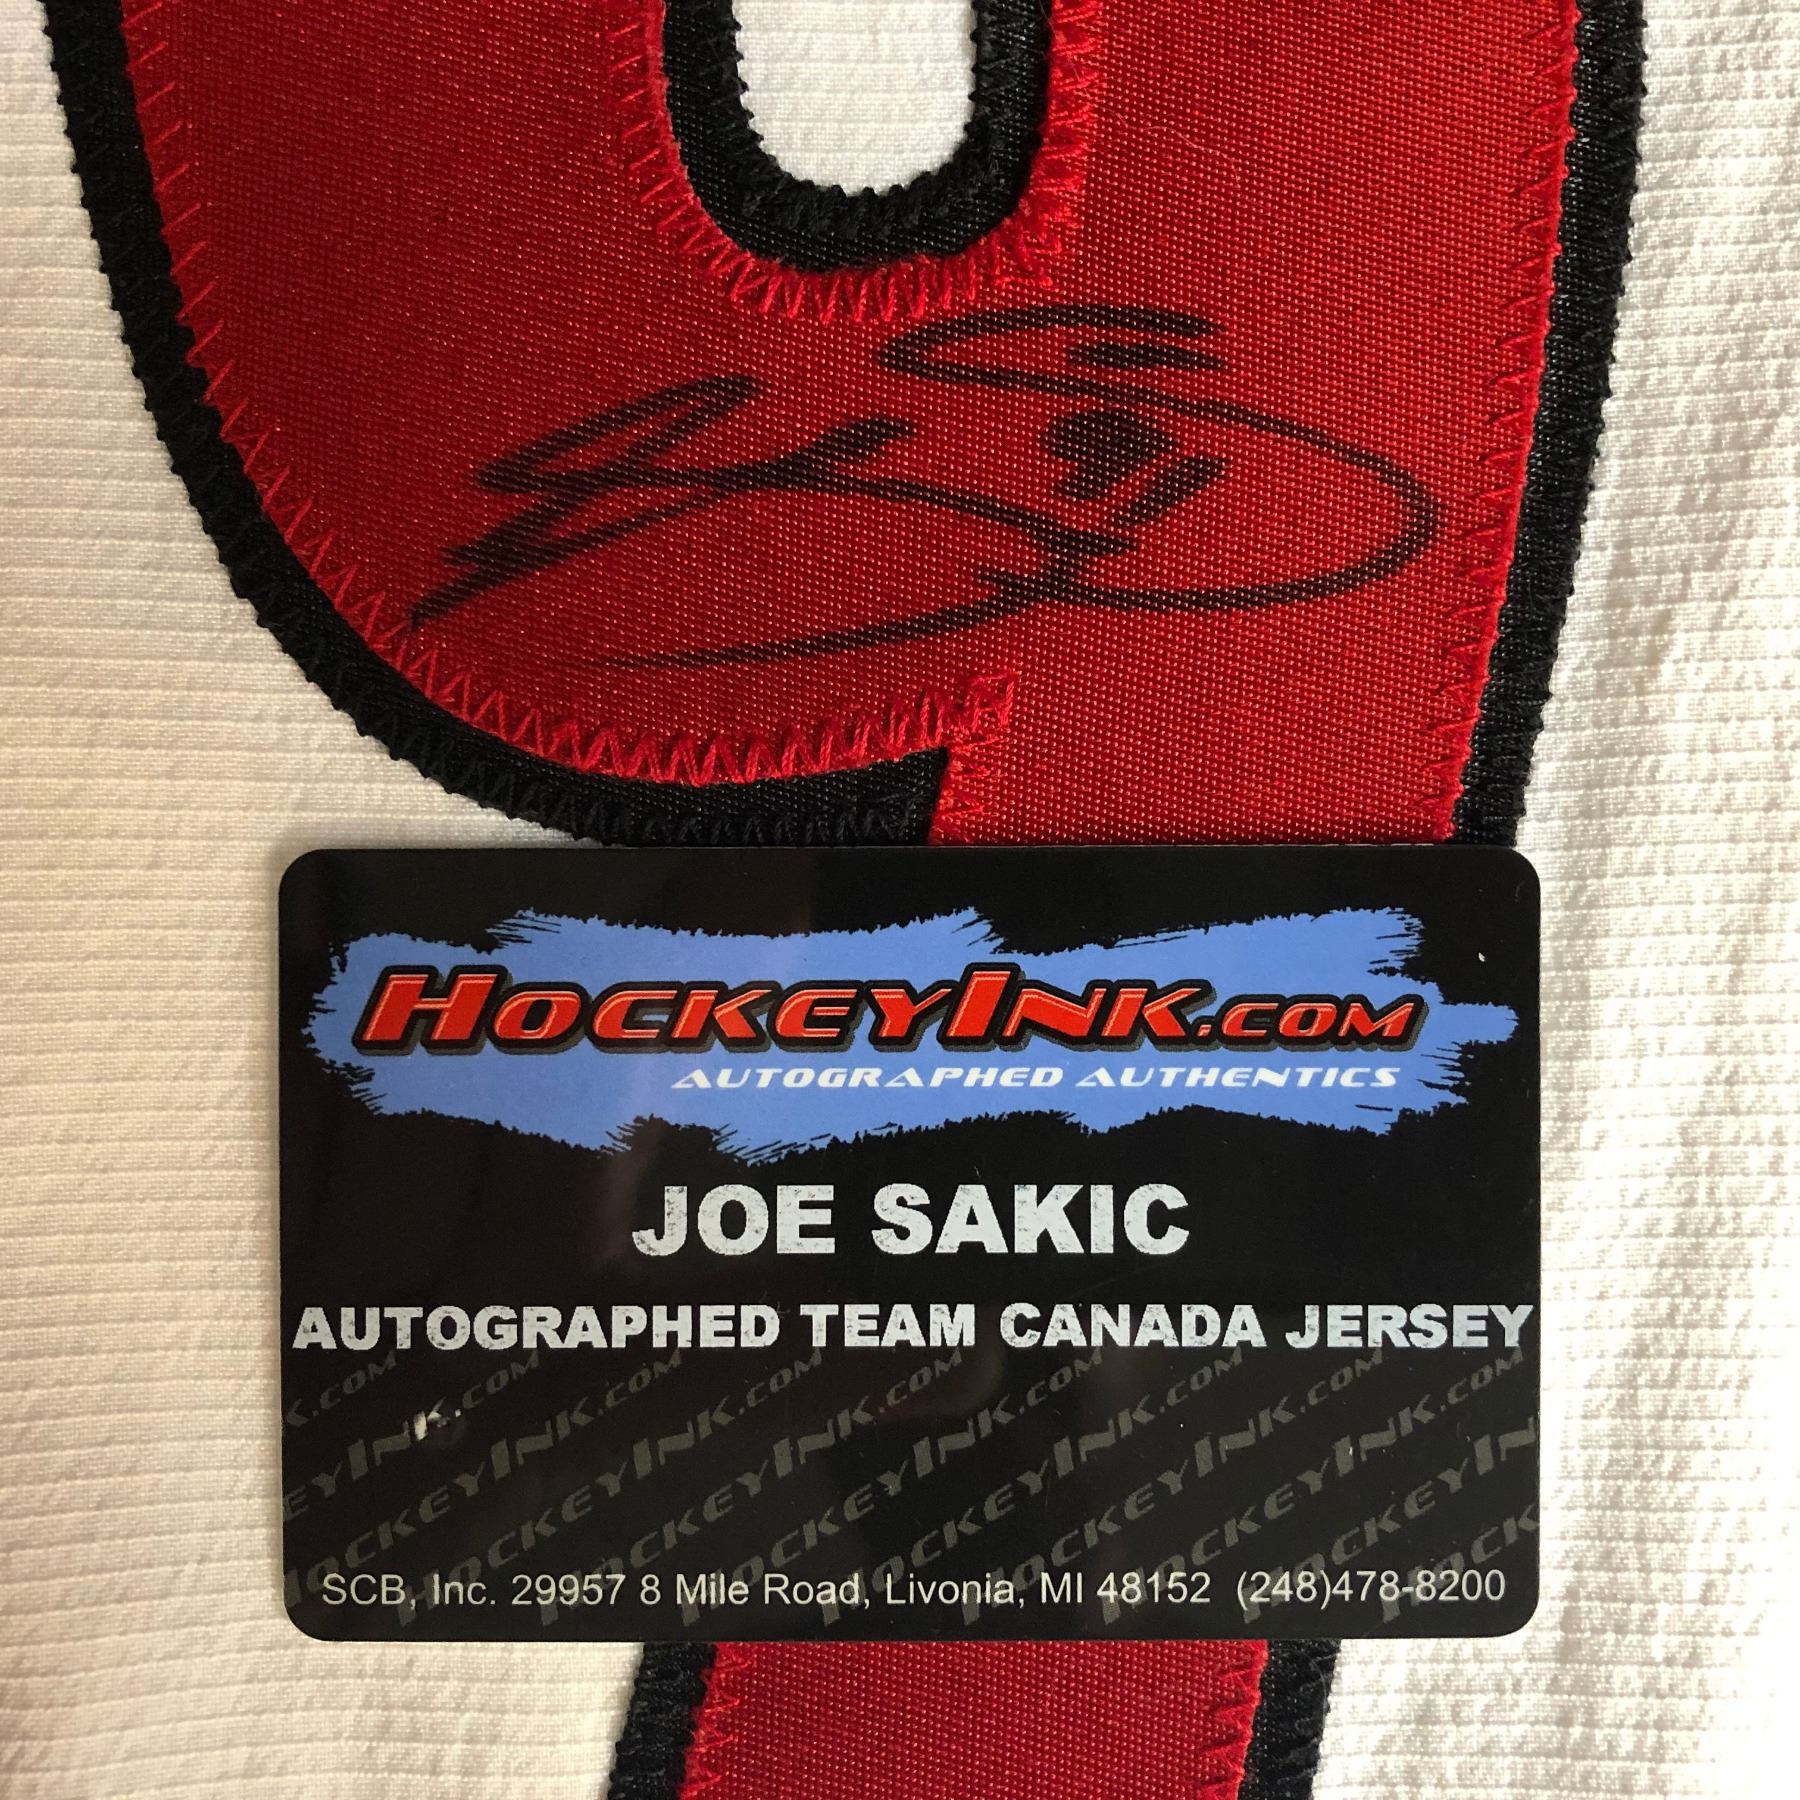 HOCKEYINK.COM
AUTOGRAPHED AUTHENTICS
JOE SAKIC
AUTOGRAPHED TEAM CANADA JERSEY
SCB, Inc. 29957 8 Mile Road, Livonia, MI 48152 (248)478-8200